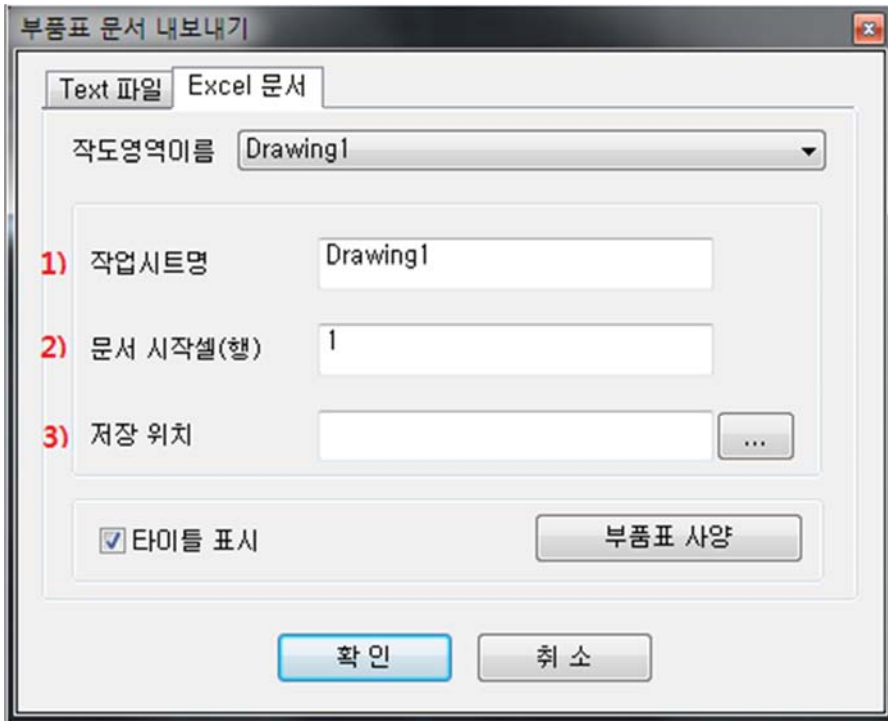 부품표 문서 내보내기
Text 파일 Excel 문서
작도영역이름 Drawing1
1) 작업시트명 Drawing1
2) 문서 시작셀(행) 1
3) 저장 위치 ...
타이틀 표시 부품표 사양
확 인 취 소